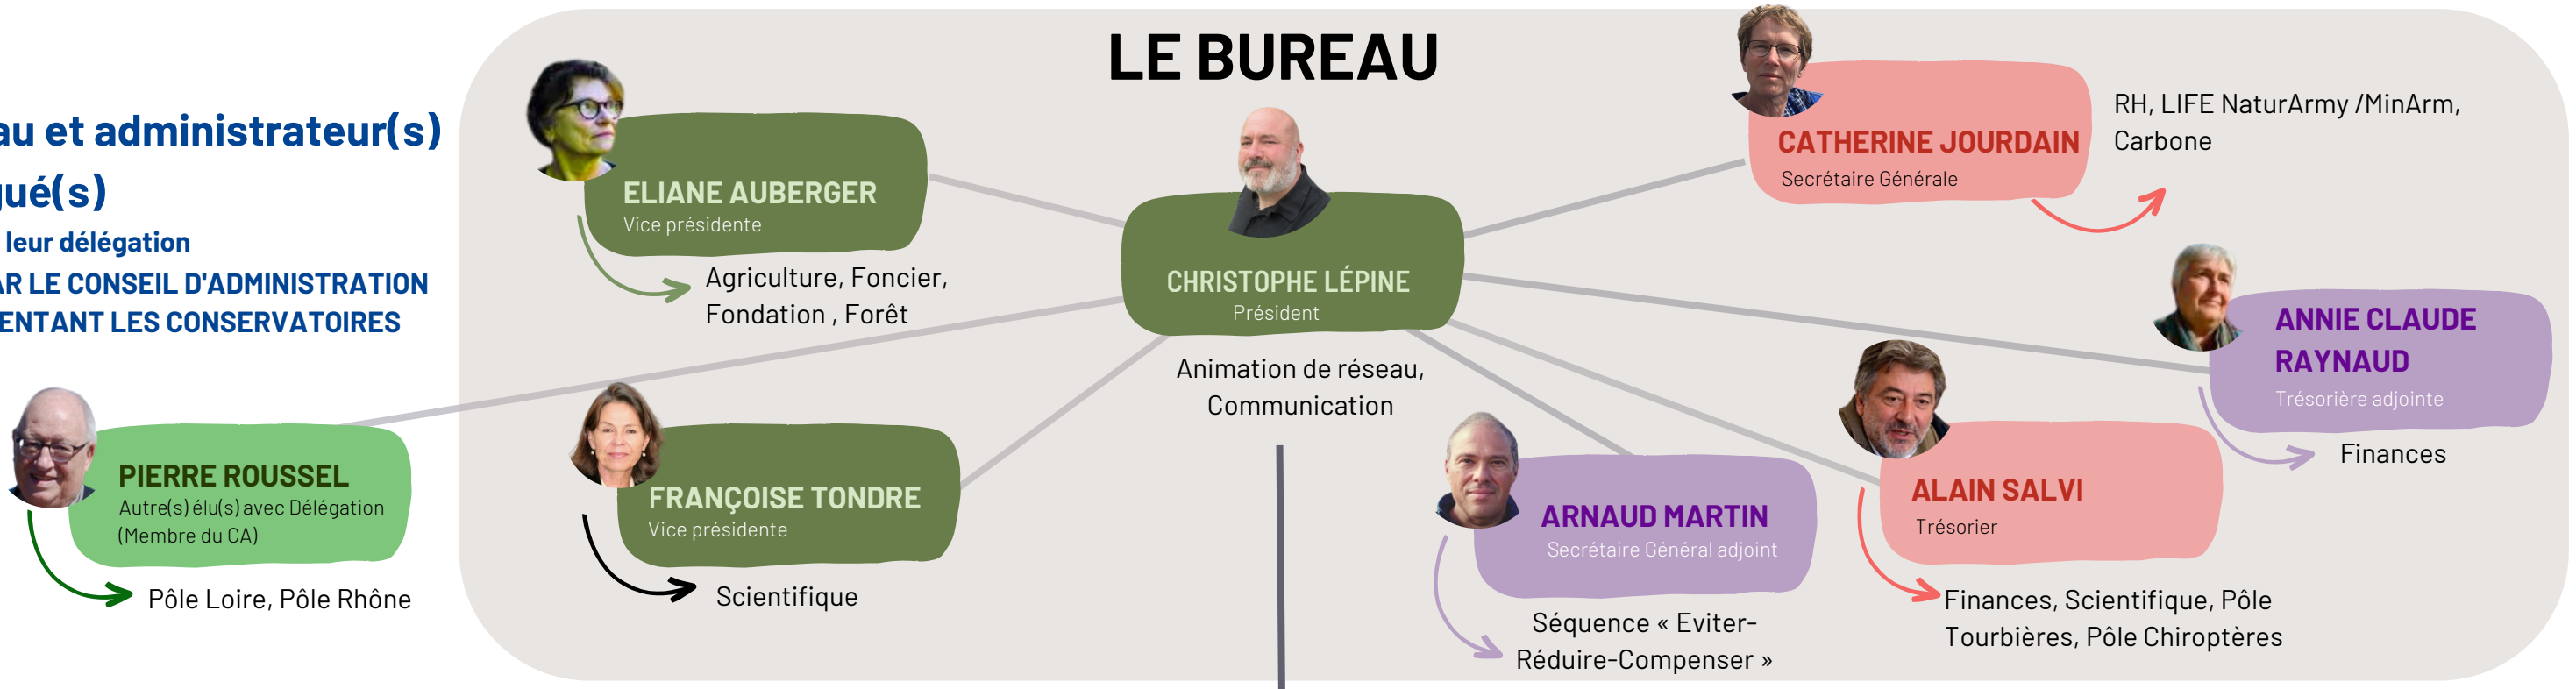 LE BUREAU
et administrateur(s)
leur délégation
LE CONSEIL D'ADMINISTRATION
LES CONSERVATOIRES
ELIANE AUBERGER
Vice présidente
Agriculture, Foncier,
Fondation , Forêt
CHRISTOPHE LÉPINE
Président
Animation de réseau,
Communication
CATHERINE JOURDAIN
Secrétaire Générale
RH, LIFE NaturArmy /MinArm,
Carbone
ANNIE CLAUDE
RAYNAUD
Trésorière adjointe
Finances
PIERRE ROUSSEL
Autre(s) élu(s) avec Délégation
(Membre du CA)
Pôle Loire, Pôle Rhône
FRANÇOISE TONDRE
Vice présidente
Scientifique
ARNAUD MARTIN
Secrétaire Général adjoint
Séquence « Eviter-
Réduire-Compenser »
ALAIN SALVI
Trésorier
Finances, Scientifique, Pôle
Tourbières, Pôle Chiroptères